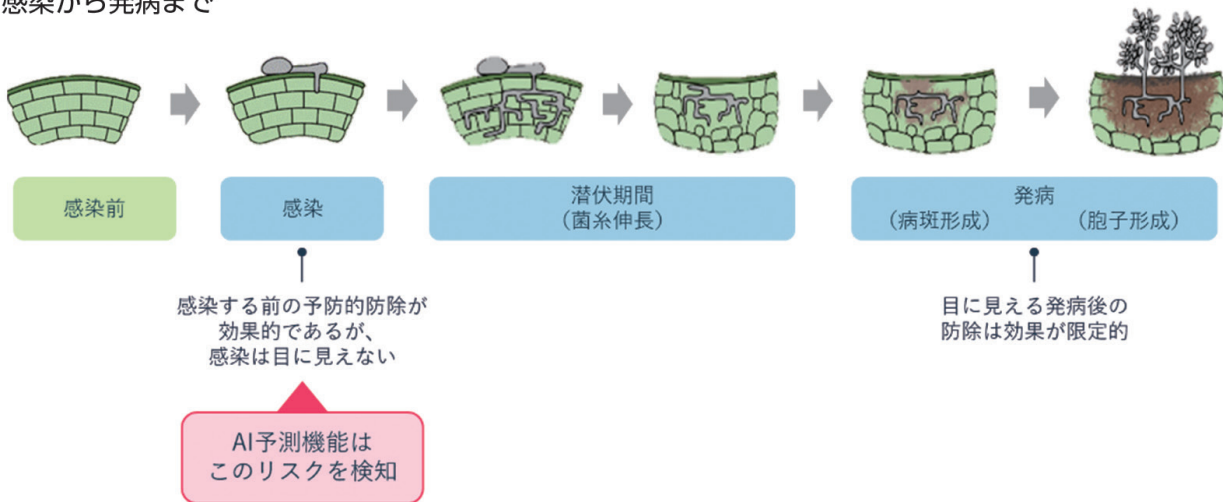 感染から発病まで
感染前
感染
潜伏期間
（菌糸伸長）
発病
（病斑形成）
（胞子形成）
感染する前の予防的防除が
効果的であるが、
感染は目に見えない
目に見える発病後の
防除は効果が限定的
AI予測機能は
このリスクを検知